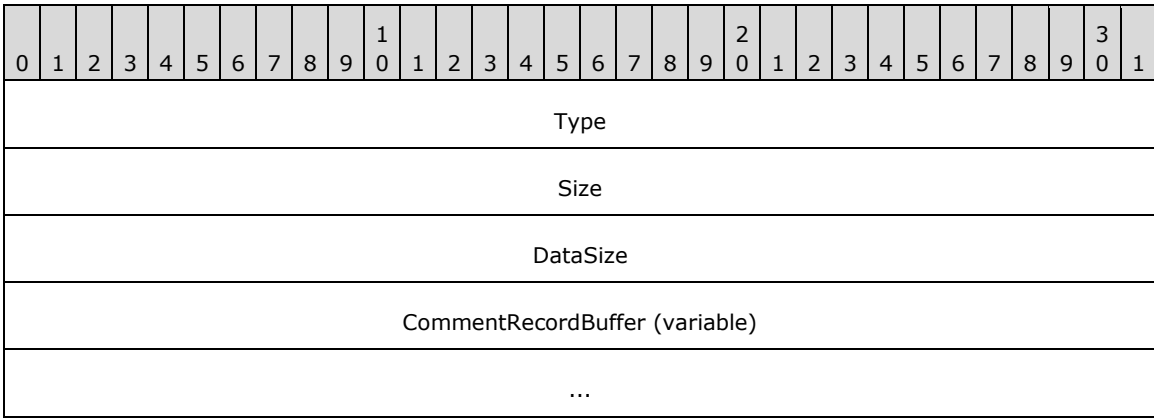 1 2 3
0 1 2 3 4 5 6 7 8 9 0 1 2 3 4 5 6 7 8 9 0 1 2 3 4 5 6 7 8 9 0 1
Type
Size
DataSize
CommentRecordBuffer (variable)
...